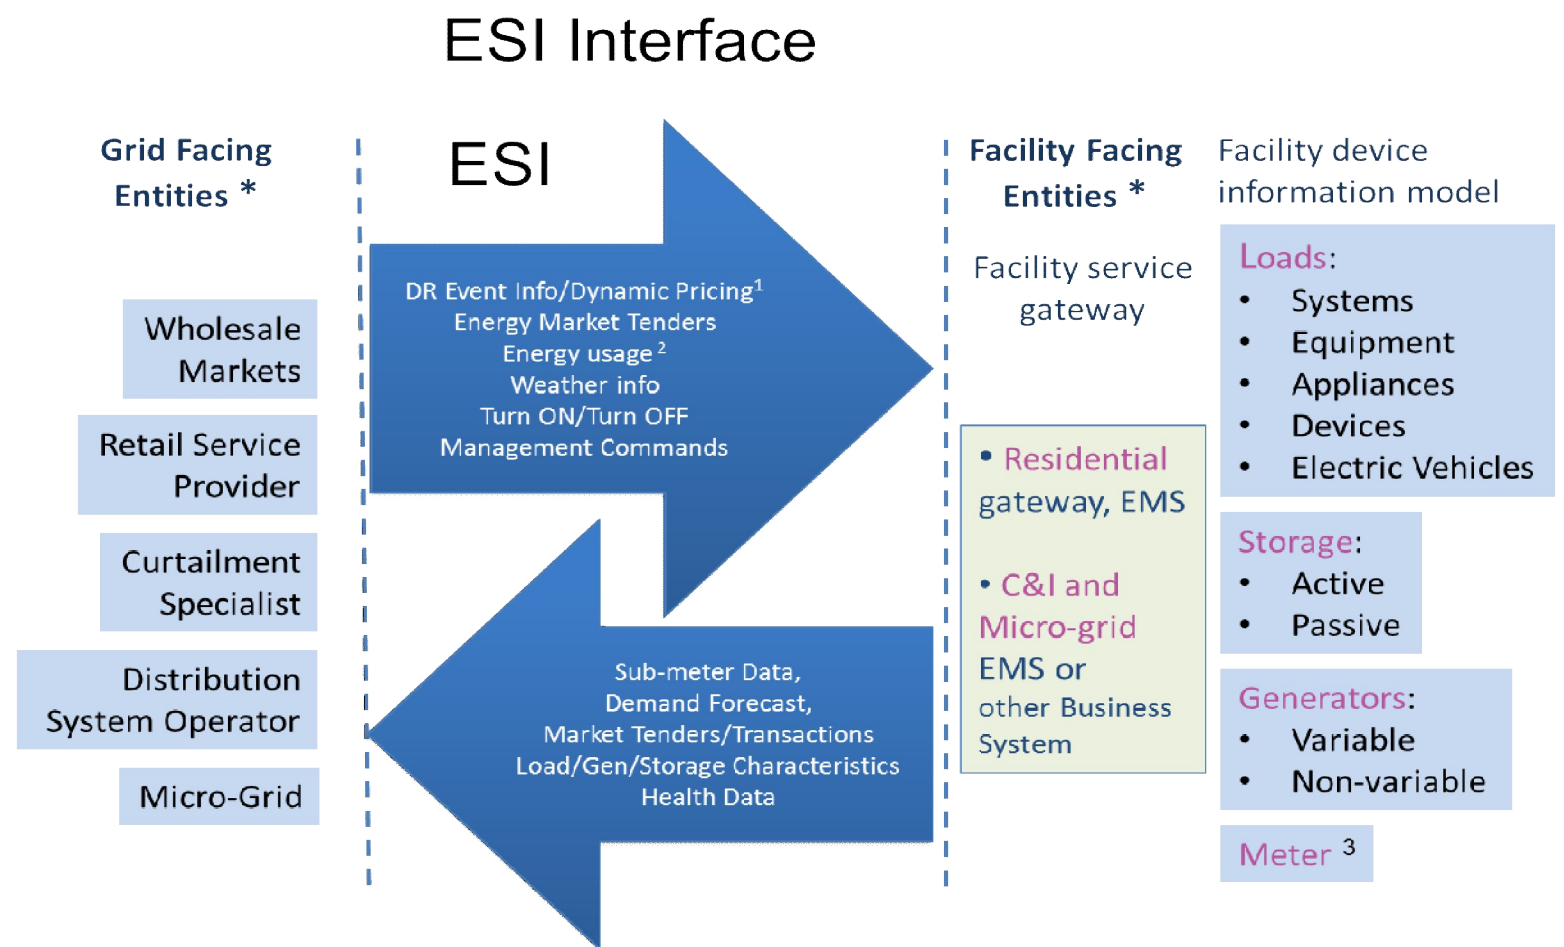 ESI Interface
Grid Facing
Entities *
Wholesale
Markets
Retail Service
Provider
Curtailment
Specialist
Distribution
System Operator
Micro-Grid
ESI
DR Event Info/Dynamic Pricing¹
Energy Market Tenders
Energy usage ²
Weather info
Turn ON/Turn OFF
Management Commands
Sub-meter Data,
Demand Forecast,
Market Tenders/Transactions
Load/Gen/Storage Characteristics
Health Data
Facility Facing
Entities *
Facility service
gateway
• Residential
gateway, EMS
• C&I and
Micro-grid
EMS or
other Business
System
Facility device
information model
Loads:
• Systems
• Equipment
• Appliances
• Devices
• Electric Vehicles
Storage:
• Active
• Passive
Generators:
• Variable
• Non-variable
Meter ³